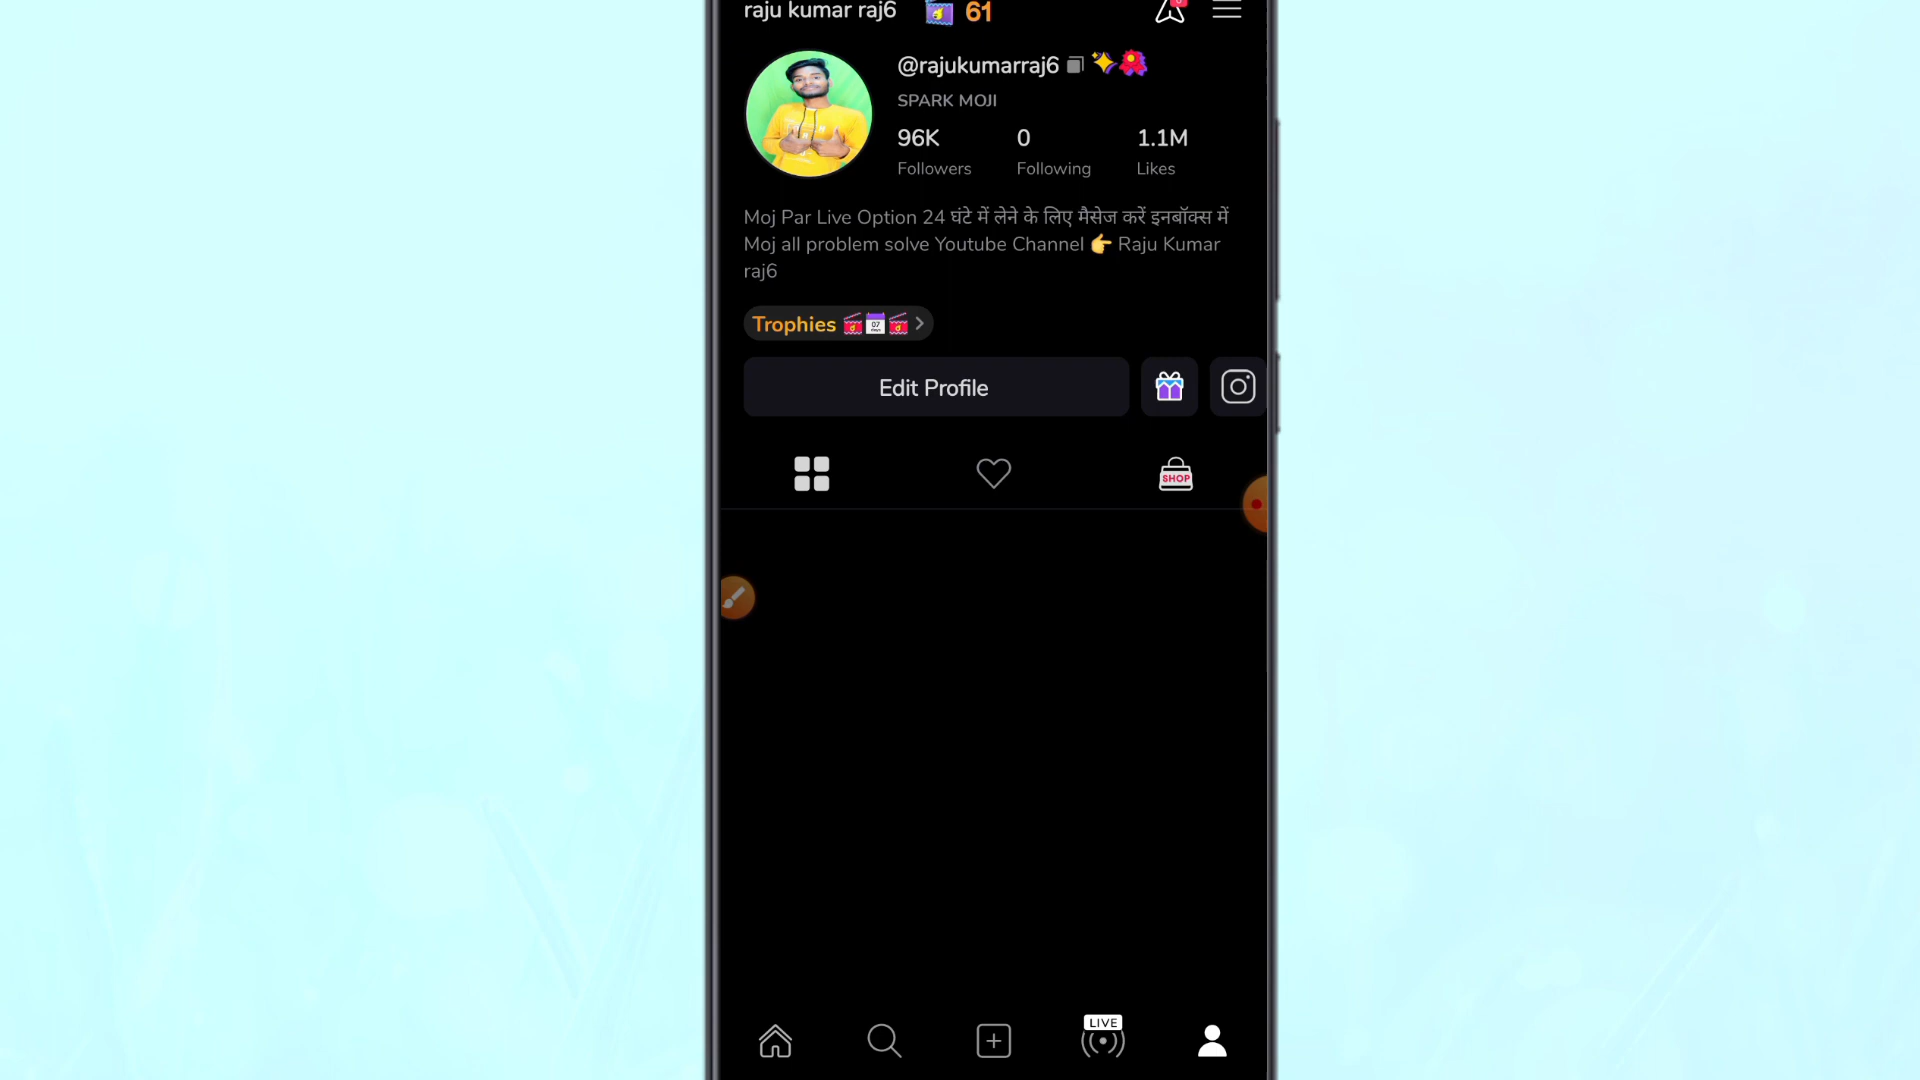 raju kumar raj6 61
@rajukumarraj6
SPARK MOJI
96K 0 1.1M
Followers Following Likes
Moj Par Live Option 24 घंटे में लेने के लिए मैसेज करें इनबॉक्स में
Moj all problem solve Youtube Channel 👉 Raju Kumar
raj6
Trophies
Edit Profile
SHOP
LIVE